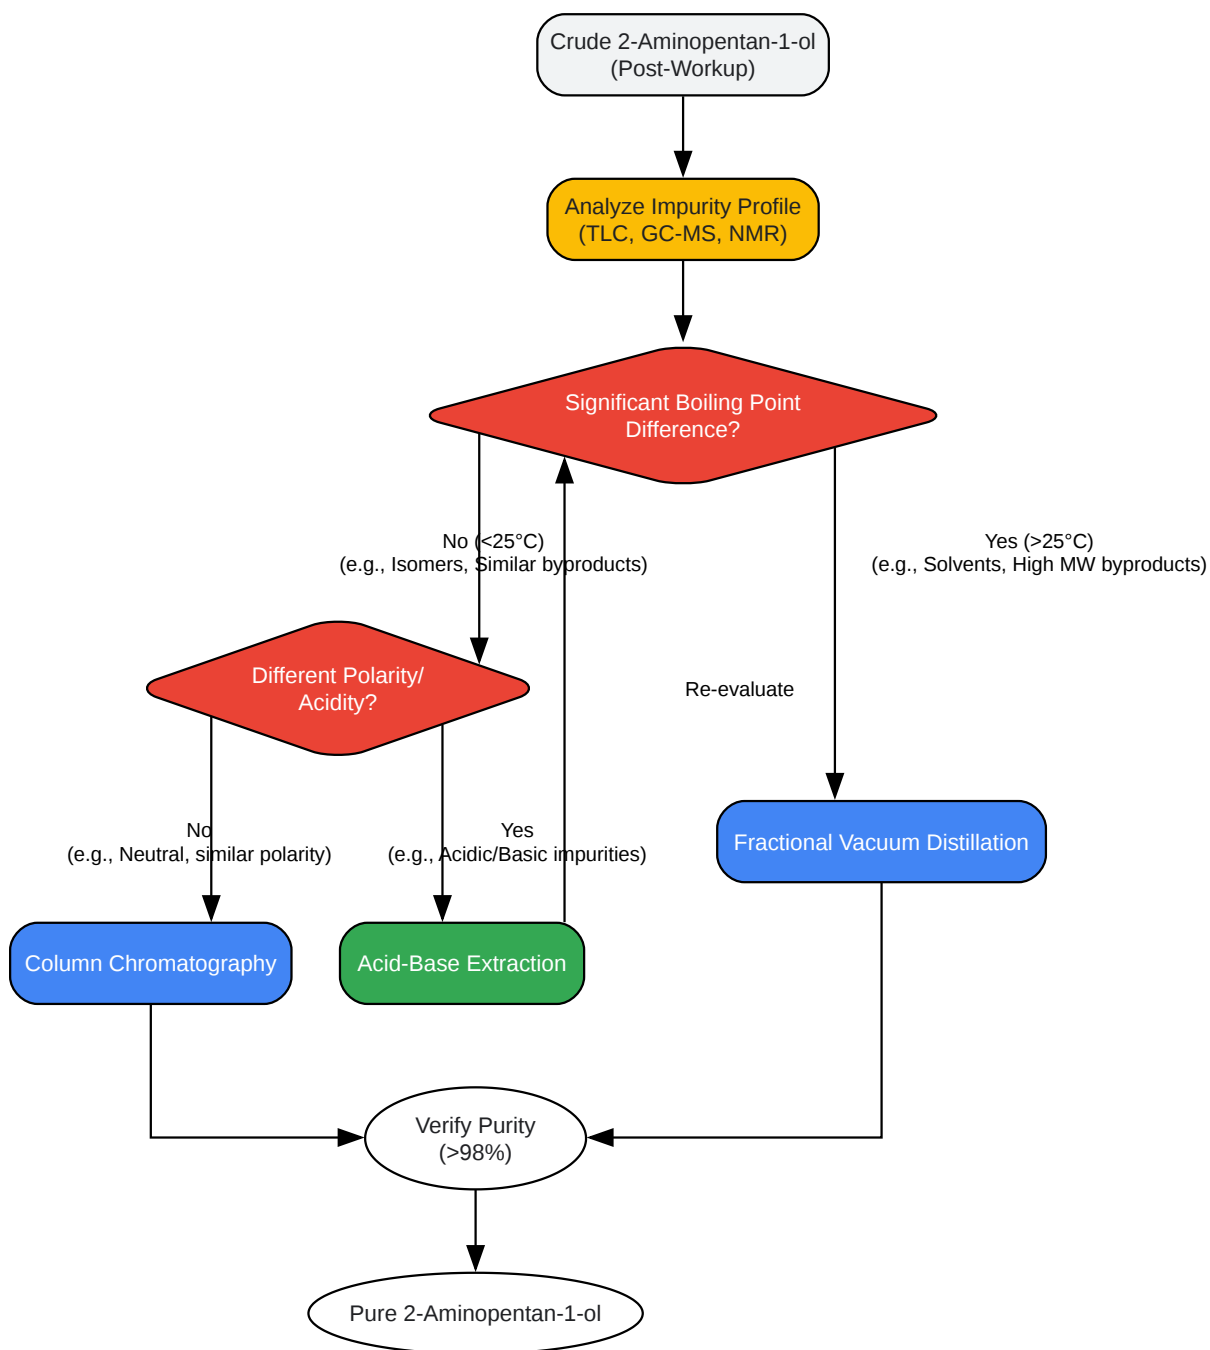 Crude 2-Aminopentan-1-ol
(Post-Workup)
Analyze Impurity Profile
(TLC, GC-MS, NMR)
Significant Boiling Point
Difference?
No (<25°C)
(e.g., Isomers, Similar byproducts)
Yes (>25°C)
(e.g., Solvents, High MW byproducts)
Different Polarity/
Acidity?
Re-evaluate
No
(e.g., Neutral, similar polarity)
Yes
(e.g., Acidic/Basic impurities)
Fractional Vacuum Distillation
Column Chromatography
Acid-Base Extraction
Verify Purity
(>98%)
Pure 2-Aminopentan-1-ol